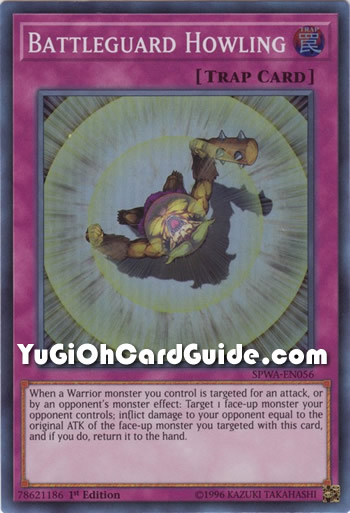 BATTLEGUARD HOWLING
TRAP
罠
[TRAP CARD]
YuGiOhCardGuide.com
SPWA-EN056
When a Warrior monster you control is targeted for an attack, or
by an opponent's monster effect: Target 1 face-up monster your
opponent controls; inflict damage to your opponent equal to the
original ATK of the face-up monster you targeted with this card,
and if you do, return it to the hand.
78621186 1st Edition ©1996 KAZUKI TAKAHASHI